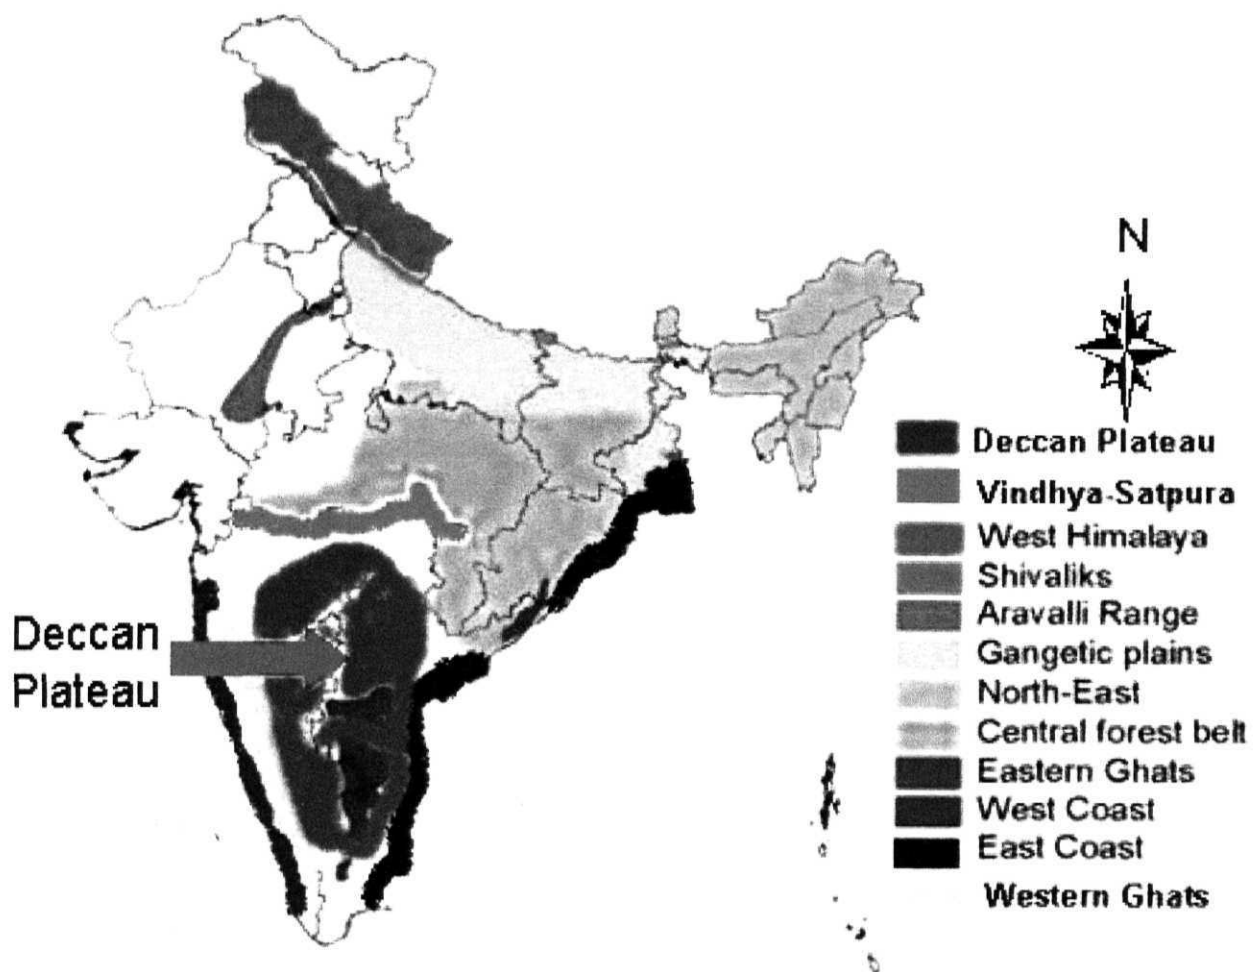 N
Deccan Plateau
Vindhya-Satpura
West Himalaya
Shivaliks
Aravalli Range
Gangetic plains
North-East
Central forest belt
Eastern Ghats
West Coast
East Coast
Western Ghats
Deccan
Plateau